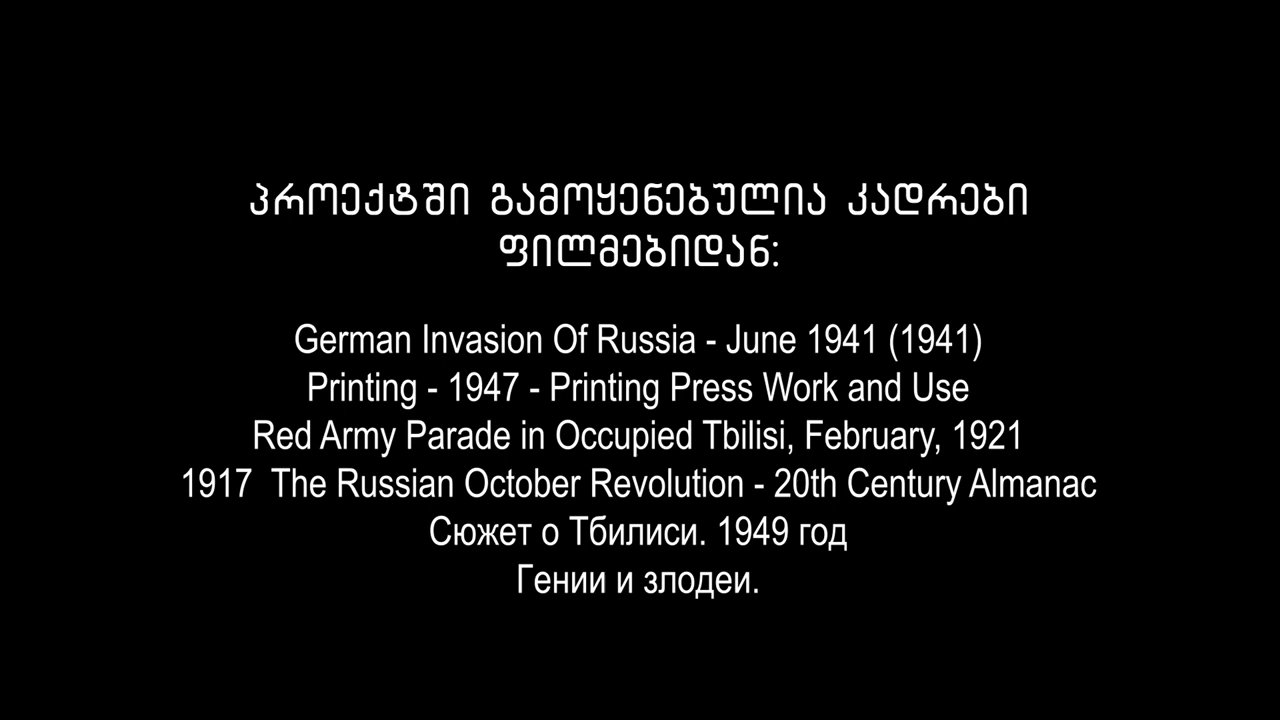 პროექტში გამოყენებულია კადრები
ფილმებიდან:
German Invasion Of Russia - June 1941 (1941)
Printing - 1947 - Printing Press Work and Use
Red Army Parade in Occupied Tbilisi, February, 1921
1917  The Russian October Revolution - 20th Century Almanac
Сюжет о Тбилиси. 1949 год
Гении и злодеи.